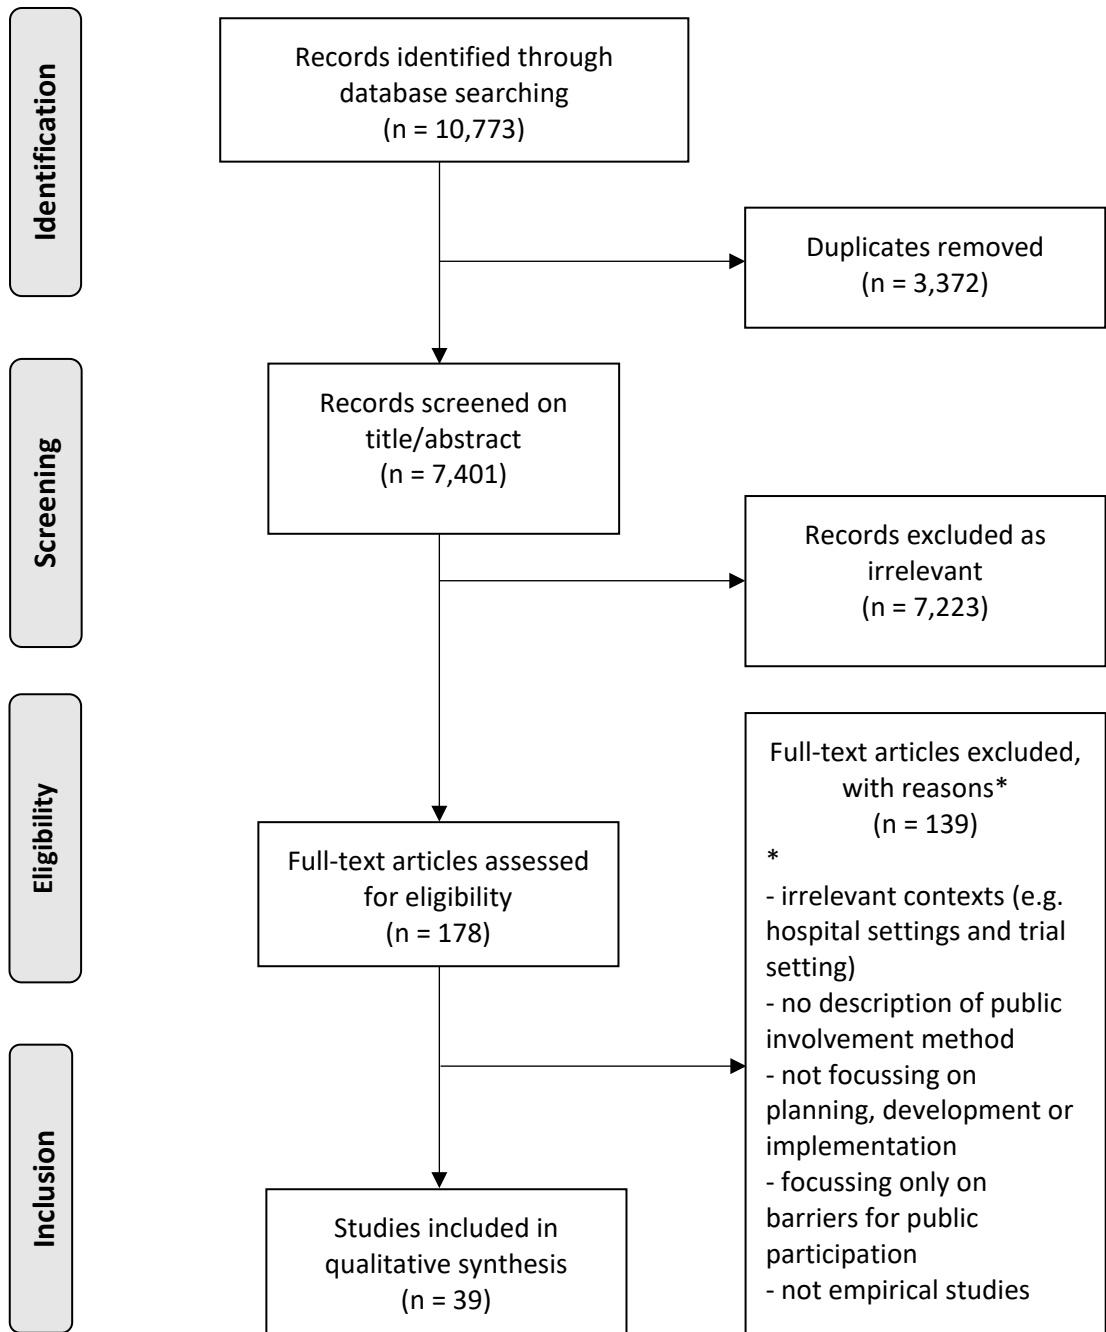 Identification
Records identified through
database searching
(n = 10,773)
Duplicates removed
(n = 3,372)
Screening
Records screened on
title/abstract
(n = 7,401)
Records excluded as
irrelevant
(n = 7,223)
Eligibility
Full-text articles assessed
for eligibility
(n = 178)
Full-text articles excluded,
with reasons*
(n = 139)
*
- irrelevant contexts (e.g.
hospital settings and trial
setting)
- no description of public
involvement method
- not focussing on
planning, development or
implementation
- focussing only on
barriers for public
participation
- not empirical studies
Inclusion
Studies included in
qualitative synthesis
(n = 39)